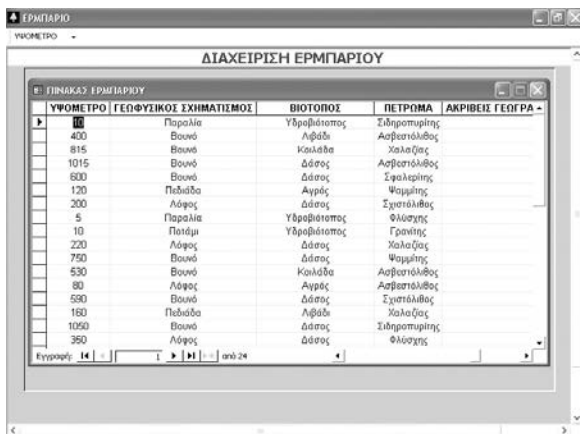 ΕΡΜΠΑΡΙΟ
ΥΨΟΜΕΤΡΟ
ΔΙΑΧΕΙΡΙΣΗ ΕΡΜΠΑΡΙΟΥ
ΠΙΝΑΚΑΣ ΕΡΜΠΑΡΙΟΥ
ΥΨΟΜΕΤΡΟ ΓΕΩΦΥΣΙΚΟΣ ΣΧΗΜΑΤΙΣΜΟΣ ΒΙΟΤΟΠΟΣ ΠΕΤΡΩΜΑ ΑΚΡΙΒΕΙΣ ΓΕΩΓΡΑ
10 Παραλία Υδροβιότοπος Σιδηροπυρίτης
400 Βουνό Λιβάδι Ασβεστόλιθος
815 Βουνό Κοιλάδα Χαλαζίας
1015 Βουνό Δάσος Ασβεστόλιθος
600 Βουνό Δάσος Σφαλερίτης
120 Πεδιάδα Αγρός Ψαμμίτης
200 Λόφος Δάσος Σχιστόλιθος
5 Παραλία Υδροβιότοπος Φλύσχης
10 Ποτάμι Υδροβιότοπος Γρανίτης
220 Λόφος Δάσος Χαλαζίας
750 Βουνό Δάσος Ψαμμίτης
530 Βουνό Κοιλάδα Ασβεστόλιθος
80 Λόφος Αγρός Ασβεστόλιθος
590 Βουνό Δάσος Σχιστόλιθος
160 Πεδιάδα Λιβάδι Χαλαζίας
1050 Βουνό Δάσος Σιδηροπυρίτης
350 Λόφος Δάσος Φλύσχης
Εγγραφή: 1 από 24